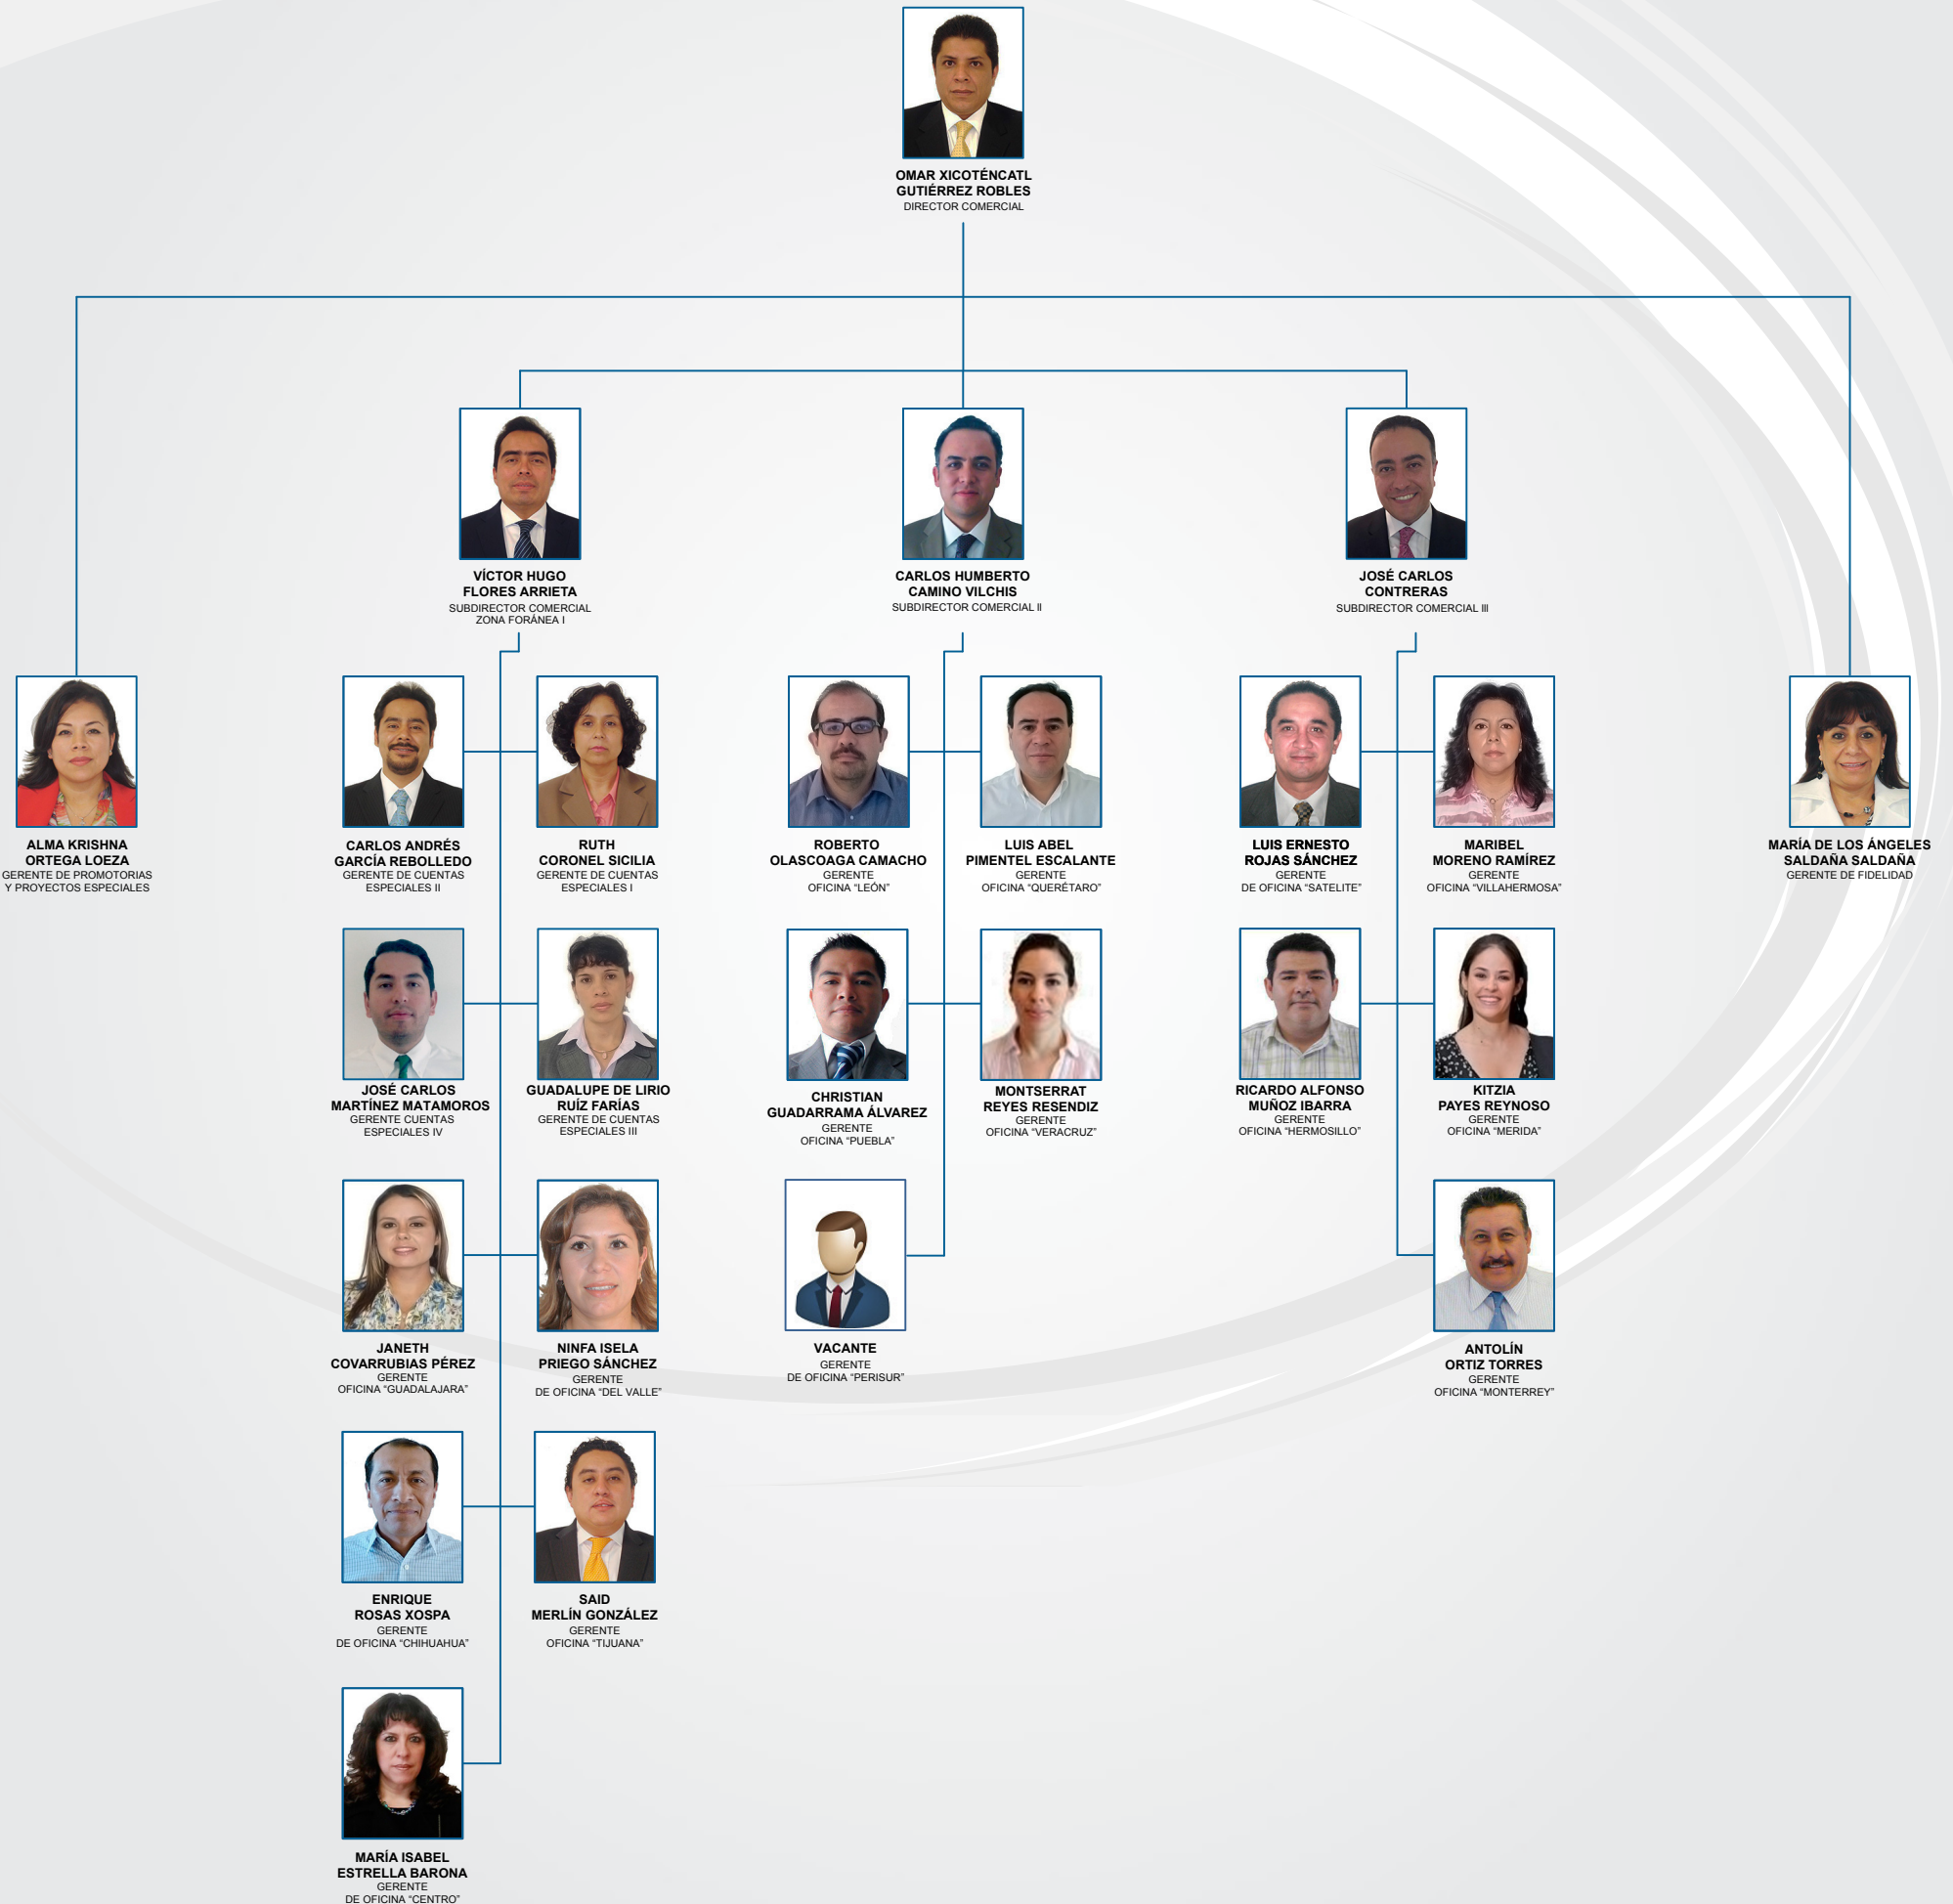 OMAR XICOTÉNCATL
GUTIÉRREZ ROBLES
DIRECTOR COMERCIAL
VÍCTOR HUGO
FLORES ARRIETA
SUBDIRECTOR COMERCIAL
ZONA FORÁNEA I
CARLOS HUMBERTO
CAMINO VILCHIS
SUBDIRECTOR COMERCIAL II
JOSÉ CARLOS
CONTRERAS
SUBDIRECTOR COMERCIAL III
ALMA KRISHNA
ORTEGA LOEZA
GERENTE DE PROMOTORIAS
Y PROYECTOS ESPECIALES
CARLOS ANDRÉS
GARCÍA REBOLLEDO
GERENTE DE CUENTAS
ESPECIALES II
RUTH
CORONEL SICILIA
GERENTE DE CUENTAS
ESPECIALES I
ROBERTO
OLASCOAGA CAMACHO
GERENTE
OFICINA “LEÓN”
LUIS ABEL
PIMENTEL ESCALANTE
GERENTE
OFICINA “QUERÉTARO”
LUIS ERNESTO
ROJAS SÁNCHEZ
GERENTE
DE OFICINA “SATELITE”
MARIBEL
MORENO RAMÍREZ
GERENTE
OFICINA “VILLAHERMOSA”
MARÍA DE LOS ÁNGELES
SALDAÑA SALDAÑA
GERENTE DE FIDELIDAD
JOSÉ CARLOS
MARTÍNEZ MATAMOROS
GERENTE CUENTAS
ESPECIALES IV
GUADALUPE DE LIRIO
RUÍZ FARÍAS
GERENTE DE CUENTAS
ESPECIALES III
CHRISTIAN
GUADARRAMA ÁLVAREZ
GERENTE
OFICINA “PUEBLA”
MONTSERRAT
REYES RESENDIZ
GERENTE
OFICINA “VERACRUZ”
RICARDO ALFONSO
MUÑOZ IBARRA
GERENTE
OFICINA “HERMOSILLO”
KITZIA
PAYES REYNOSO
GERENTE
OFICINA “MERIDA”
JANETH
COVARRUBIAS PÉREZ
GERENTE
OFICINA “GUADALAJARA”
NINFA ISELA
PRIEGO SÁNCHEZ
GERENTE
DE OFICINA “DEL VALLE”
VACANTE
GERENTE
DE OFICINA “PERISUR”
ANTOLÍN
ORTIZ TORRES
GERENTE
OFICINA “MONTERREY”
ENRIQUE
ROSAS XOSPA
GERENTE
DE OFICINA “CHIHUAHUA”
SAID
MERLÍN GONZÁLEZ
GERENTE
OFICINA “TIJUANA”
MARÍA ISABEL
ESTRELLA BARONA
GERENTE
DE OFICINA “CENTRO”